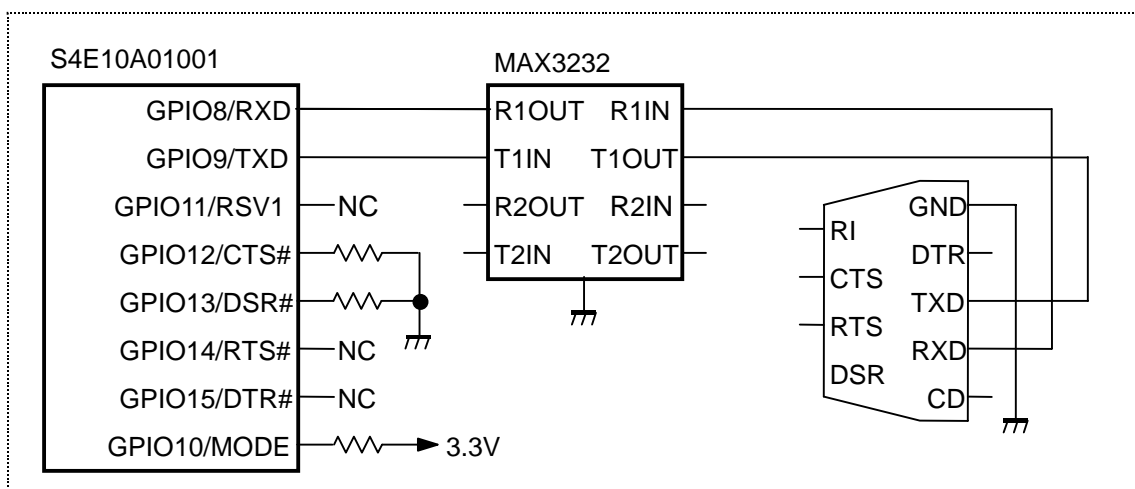 S4E10A01001
GPIO8/RXD
GPIO9/TXD
GPIO11/RSV1 NC
GPIO12/CTS#
GPIO13/DSR#
GPIO14/RTS# NC
GPIO15/DTR# NC
GPIO10/MODE 3.3V
MAX3232
R1OUT R1IN
T1IN T1OUT
R2OUT R2IN
T2IN T2OUT
GND
RI
DTR
CTS
TXD
RTS
RXD
DSR
CD